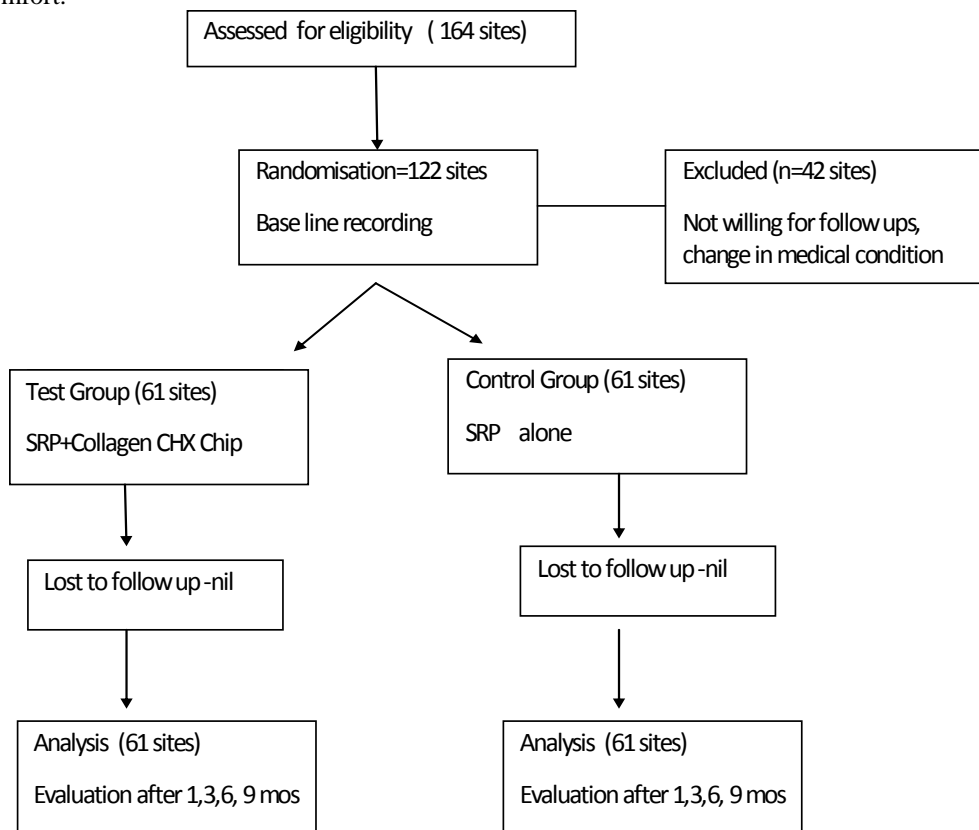 Assessed for eligibility ( 164 sites)
Randomisation=122 sites
Base line recording
Excluded (n=42 sites)
Not willing for follow ups,
change in medical condition
Test Group (61 sites)
SRP+Collagen CHX Chip
Control Group (61 sites)
SRP alone
Lost to follow up -nil
Lost to follow up -nil
Analysis (61 sites)
Evaluation after 1,3,6, 9 mos
Analysis (61 sites)
Evaluation after 1,3,6, 9 mos